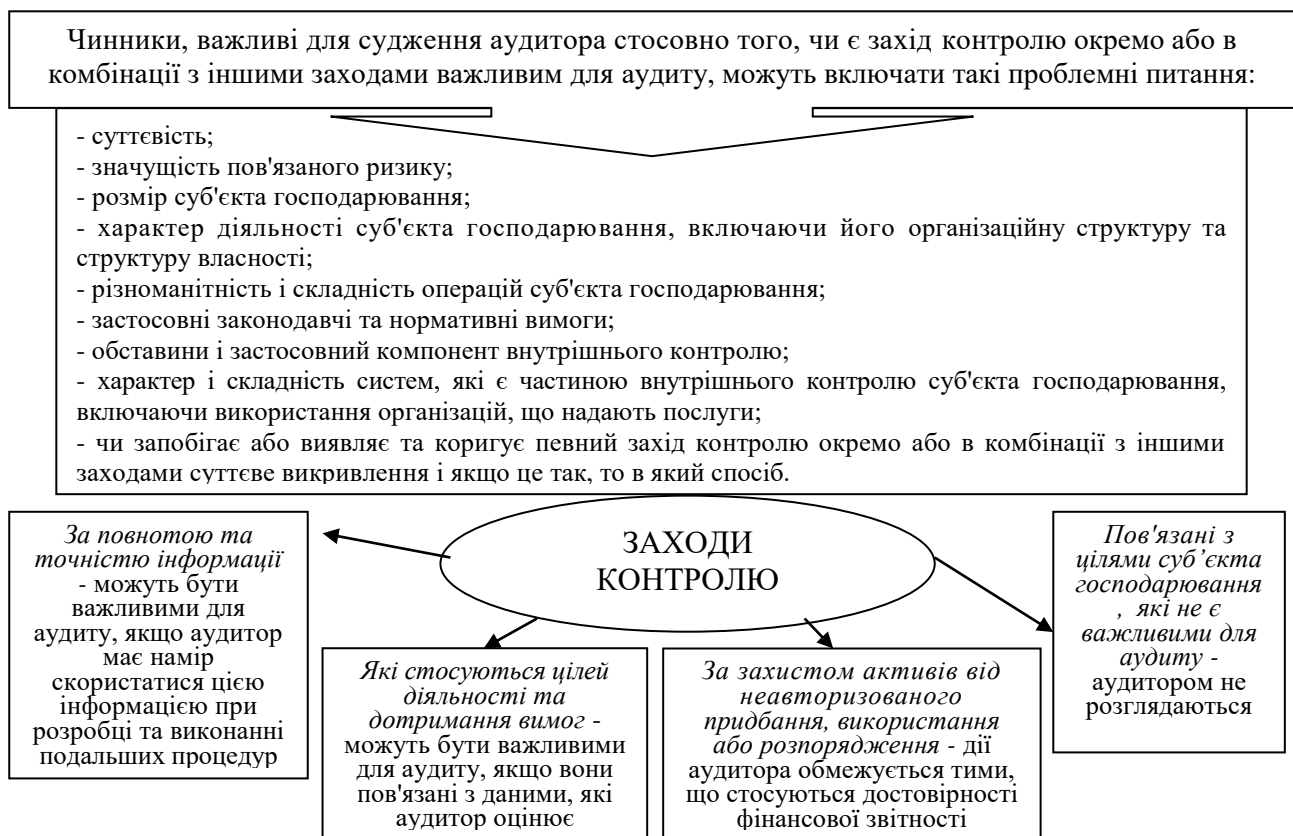 Чинники, важливі для судження аудитора стосовно того, чи є захід контролю окремо або в
комбінації з іншими заходами важливим для аудиту, можуть включати такі проблемні питання:
- суттєвість;
- значущість пов'язаного ризику;
- розмір суб'єкта господарювання;
- характер діяльності суб'єкта господарювання, включаючи його організаційну структуру та
структуру власності;
- різноманітність і складність операцій суб'єкта господарювання;
- застосовні законодавчі та нормативні вимоги;
- обставини і застосовний компонент внутрішнього контролю;
- характер і складність систем, які є частиною внутрішнього контролю суб'єкта господарювання,
включаючи використання організацій, що надають послуги;
- чи запобігає або виявляє та коригує певний захід контролю окремо або в комбінації з іншими
заходами суттєве викривлення і якщо це так, то в який спосіб.
ЗАХОДИ
КОНТРОЛЮ
За повнотою та
точністю інформації
- можуть бути
важливими для
аудиту, якщо аудитор
має намір
скористатися цією
інформацією при
розробці та виконанні
подальших процедур
Які стосуються цілей
діяльності та
дотримання вимог -
можуть бути важливими
для аудиту, якщо вони
пов'язані з даними, які
аудитор оцінює
За захистом активів від
неавторизованого
придбання, використання
або розпорядження - дії
аудитора обмежується тими,
що стосуються достовірності
фінансової звітності
Пов'язані з
цілями суб’єкта
господарювання
, які не є
важливими для
аудиту -
аудитором не
розглядаються